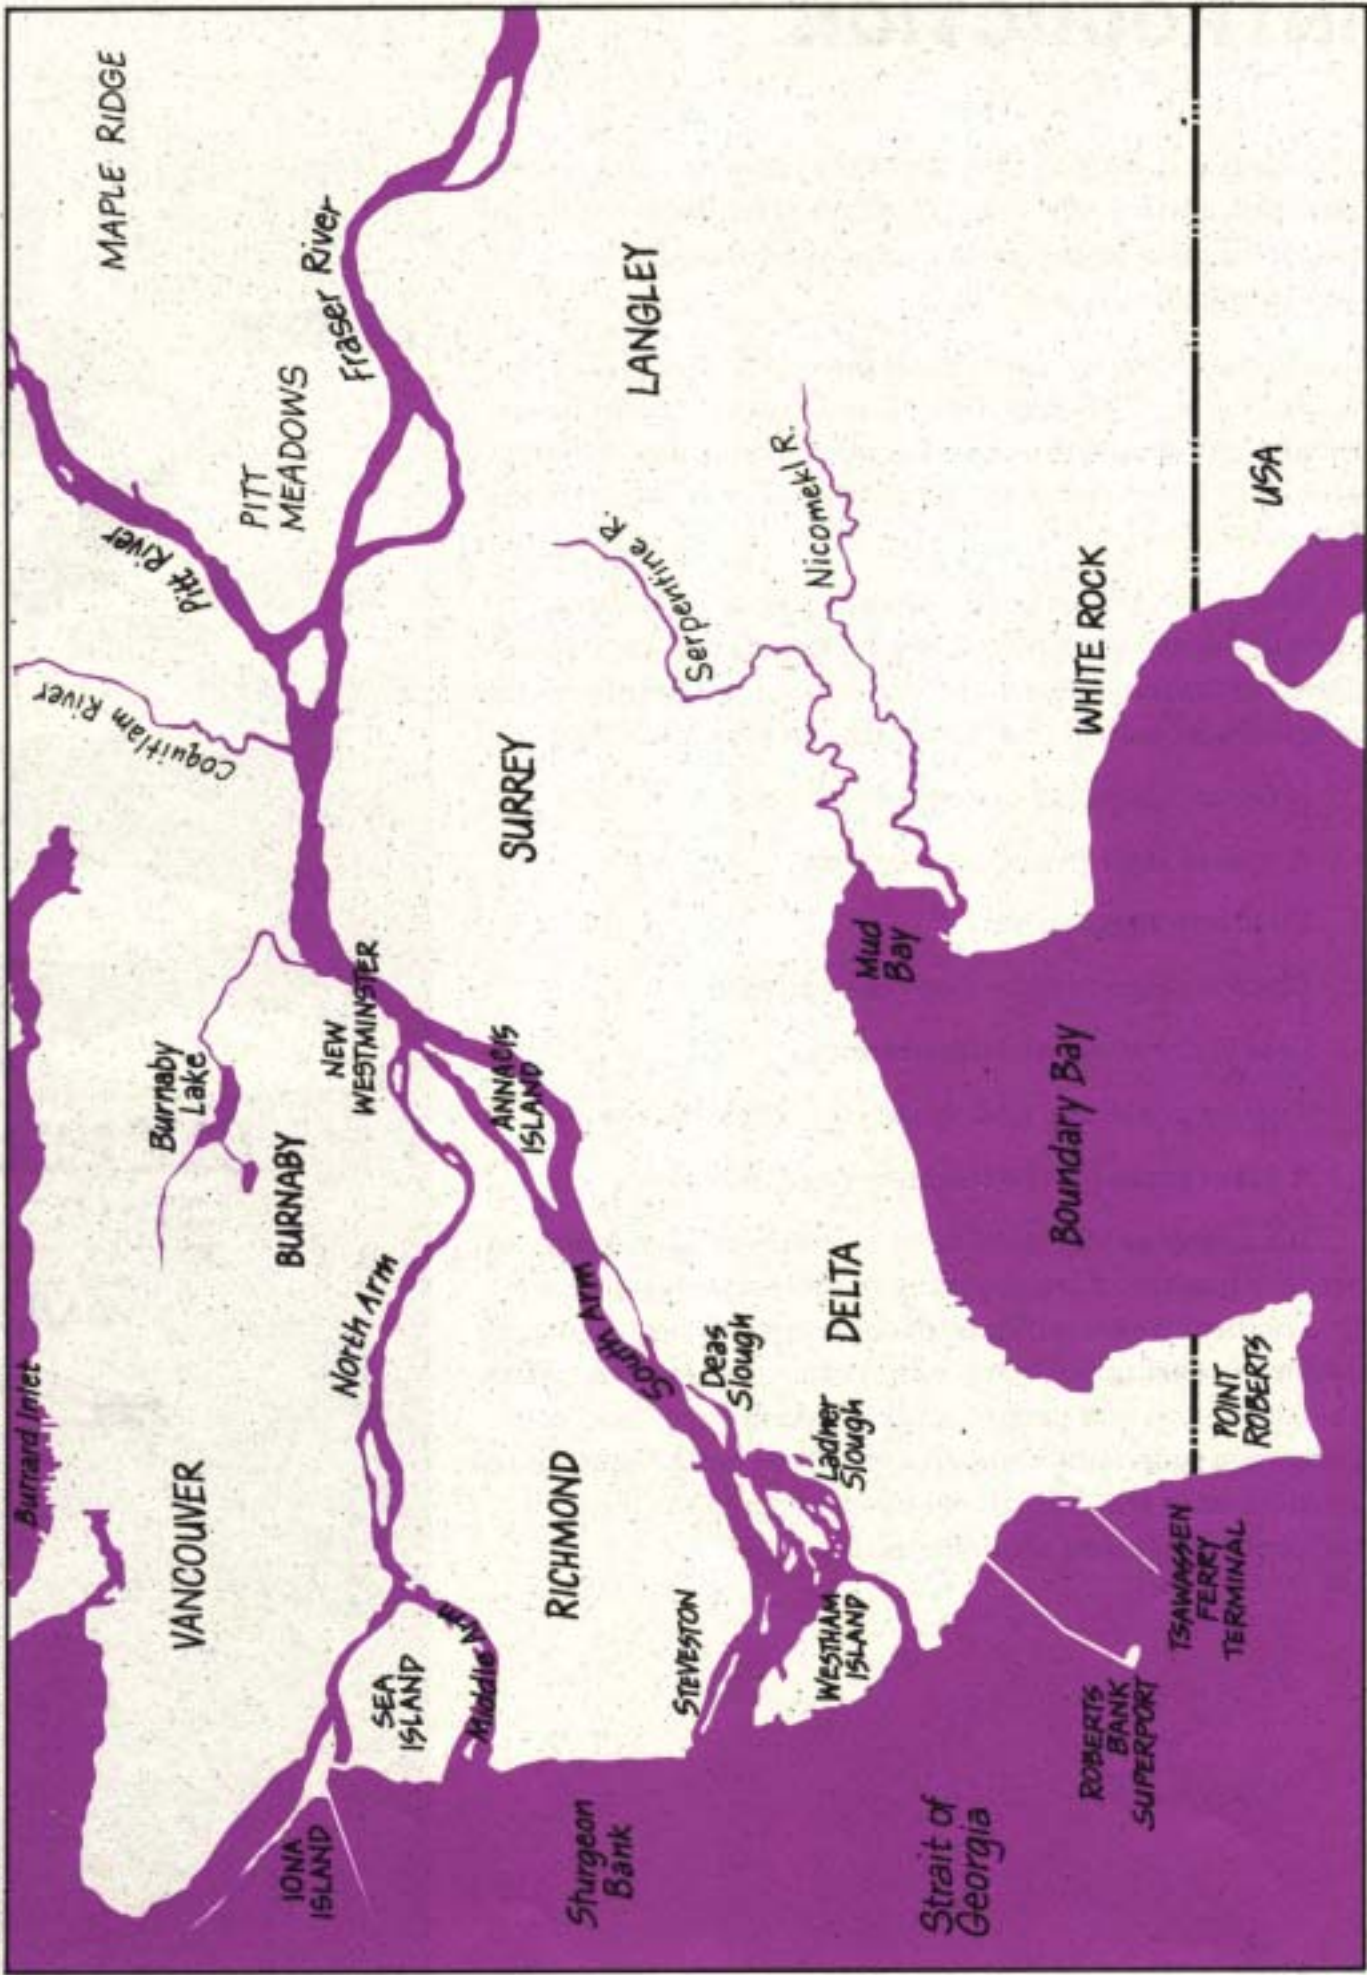 Burrard Inlet
Coquitlam River
Pitt River
MAPLE RIDGE
PITT
MEADOWS
Fraser River
VANCOUVER
Burnaby
Lake
BURNABY
NEW
WESTMINSTER
North Arm
IONA
ISLAND
SEA
ISLAND
Middle Arm
ANNACIS
ISLAND
SURREY
LANGLEY
Sturgeon
Bank
RICHMOND
South Arm
Serpentine R.
Nicomekl R.
STEVESTON
Deas
Slough
WESTHAM
ISLAND
Ladner
Slough
DELTA
Mud
Bay
Strait of
Georgia
Boundary Bay
WHITE ROCK
ROBERTS
BANK
SUPERPORT
TSAWASSEN
FERRY
TERMINAL
POINT
ROBERTS
USA